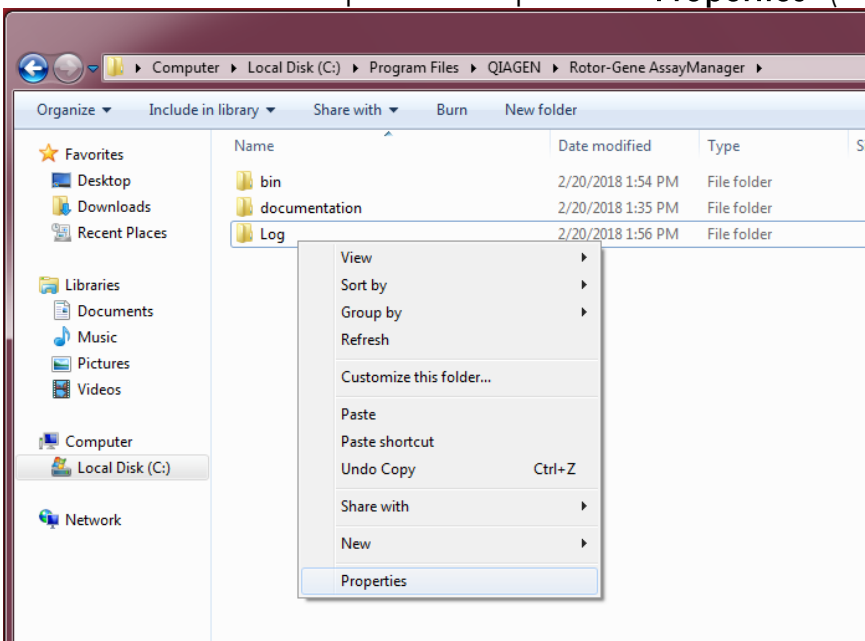 "Properties" (
Computer ▸ Local Disk (C:) ▸ Program Files ▸ QIAGEN ▸ Rotor-Gene AssayManager ▸
Organize Include in library Share with Burn New folder
Name Date modified Type S
Favorites
Desktop
Downloads
Recent Places
Libraries
Documents
Music
Pictures
Videos
Computer
Local Disk (C:)
Network
bin 2/20/2018 1:54 PM File folder
documentation 2/20/2018 1:35 PM File folder
Log 2/20/2018 1:56 PM File folder
View
Sort by
Group by
Refresh
Customize this folder...
Paste
Paste shortcut
Undo Copy Ctrl+Z
Share with
New
Properties